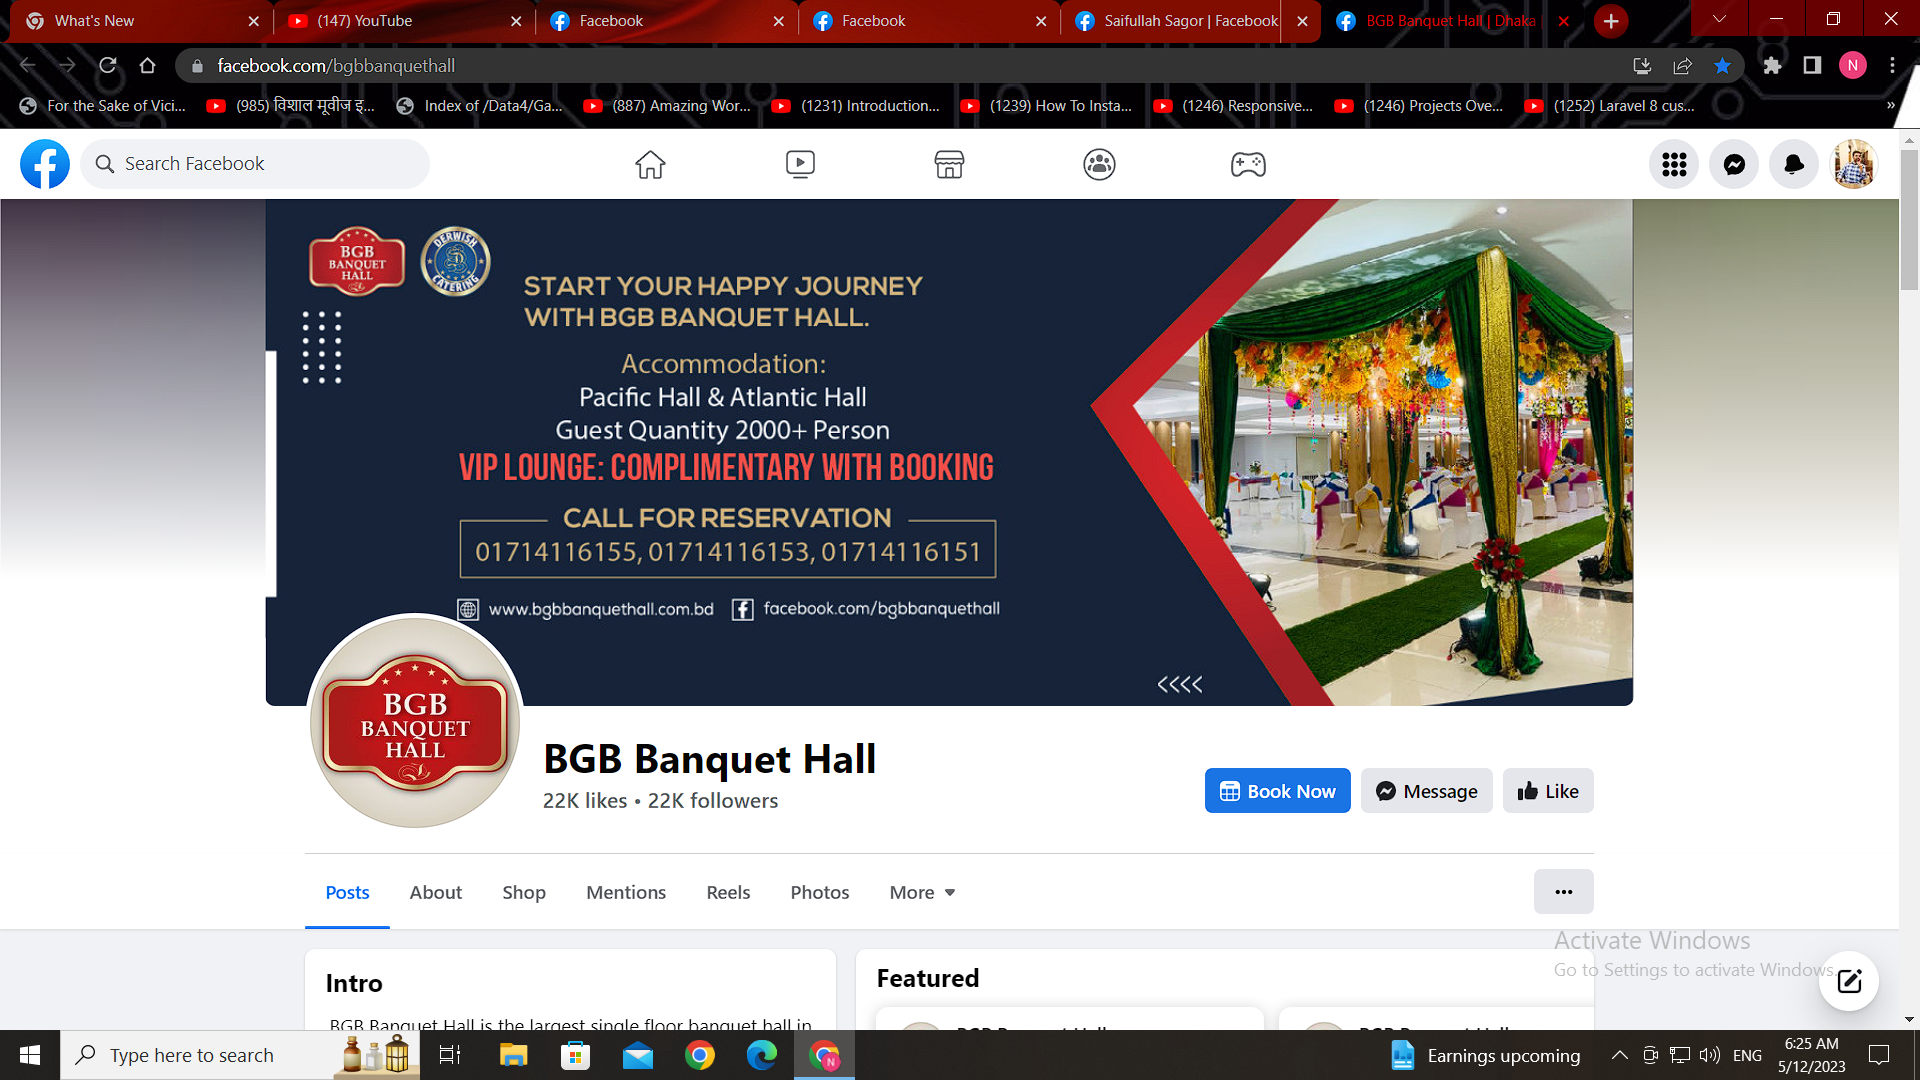 What's New
(147) YouTube
Facebook
Facebook
Saifullah Sagor | Facebook
BGB Banquet Hall | Dhaka
facebook.com/bgbbanquethall
N
For the Sake of Vici...
(985) विशाल मूवीज इ...
Index of /Data4/Ga...
(887) Amazing Wor...
(1231) Introduction...
(1239) How To Insta...
(1246) Responsive...
(1246) Projects Ove...
(1252) Laravel 8 cus...
Search Facebook
BGB
BANQUET
HALL
DERWISH
CATERING
START YOUR HAPPY JOURNEY
WITH BGB BANQUET HALL.
Accommodation:
Pacific Hall & Atlantic Hall
Guest Quantity 2000+ Person
VIP LOUNGE: COMPLIMENTARY WITH BOOKING
CALL FOR RESERVATION
01714116155, 01714116153, 01714116151
www.bgbbanquethall.com.bd facebook.com/bgbbanquethall
BGB
BANQUET
HALL
BGB Banquet Hall
22K likes • 22K followers
Book Now
Message
Like
Posts
About
Shop
Mentions
Reels
Photos
More
Intro
BGB Banquet Hall is the largest single floor banquet hall in
Featured
BGB Banquet Hall
BGB Banquet Hall
Activate Windows
Go to Settings to activate Windows.
Type here to search
N
Earnings upcoming
ENG
6:25 AM
5/12/2023